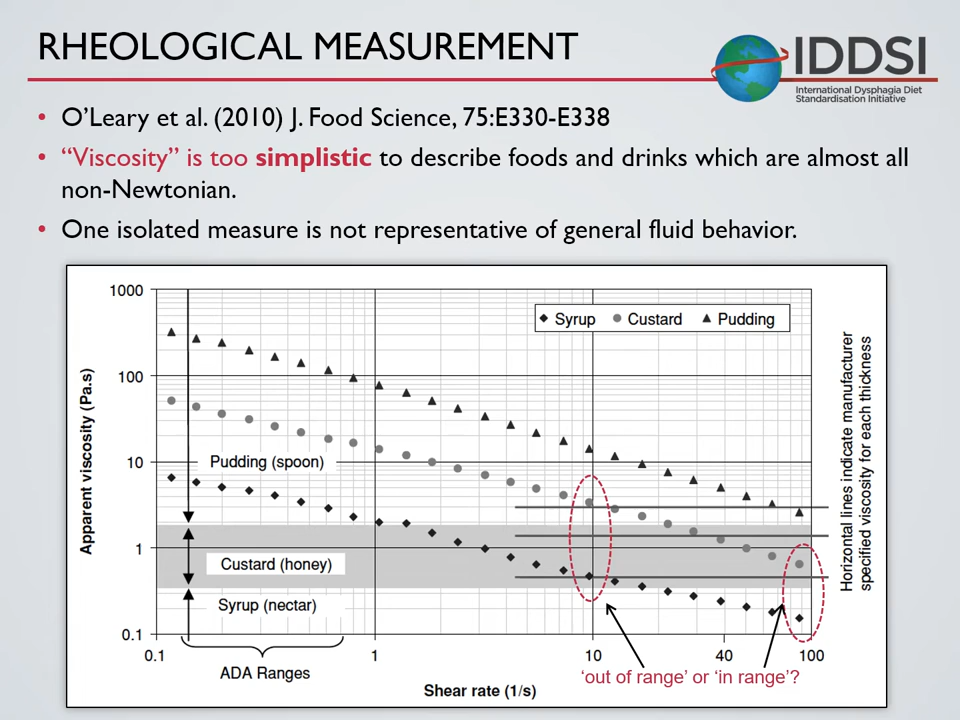 RHEOLOGICAL MEASUREMENT
IDDSI
International Dysphagia Diet
Standardisation Initiative
• O’Leary et al. (2010) J. Food Science, 75:E330-E338
• “Viscosity” is too simplistic to describe foods and drinks which are almost all
non-Newtonian.
• One isolated measure is not representative of general fluid behavior.
Apparent viscosity (Pa.s)
1000
100
10
1
0.1
Syrup Custard Pudding
Pudding (spoon)
Custard (honey)
Syrup (nectar)
Horizontal lines indicate manufacturer
specified viscosity for each thickness
0.1 1 10 40 100
ADA Ranges
‘out of range’ or ‘in range’?
Shear rate (1/s)